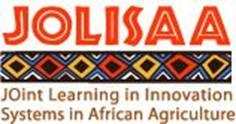 JOLISAA
JOint Learning in Innovation
Systems in African Agriculture